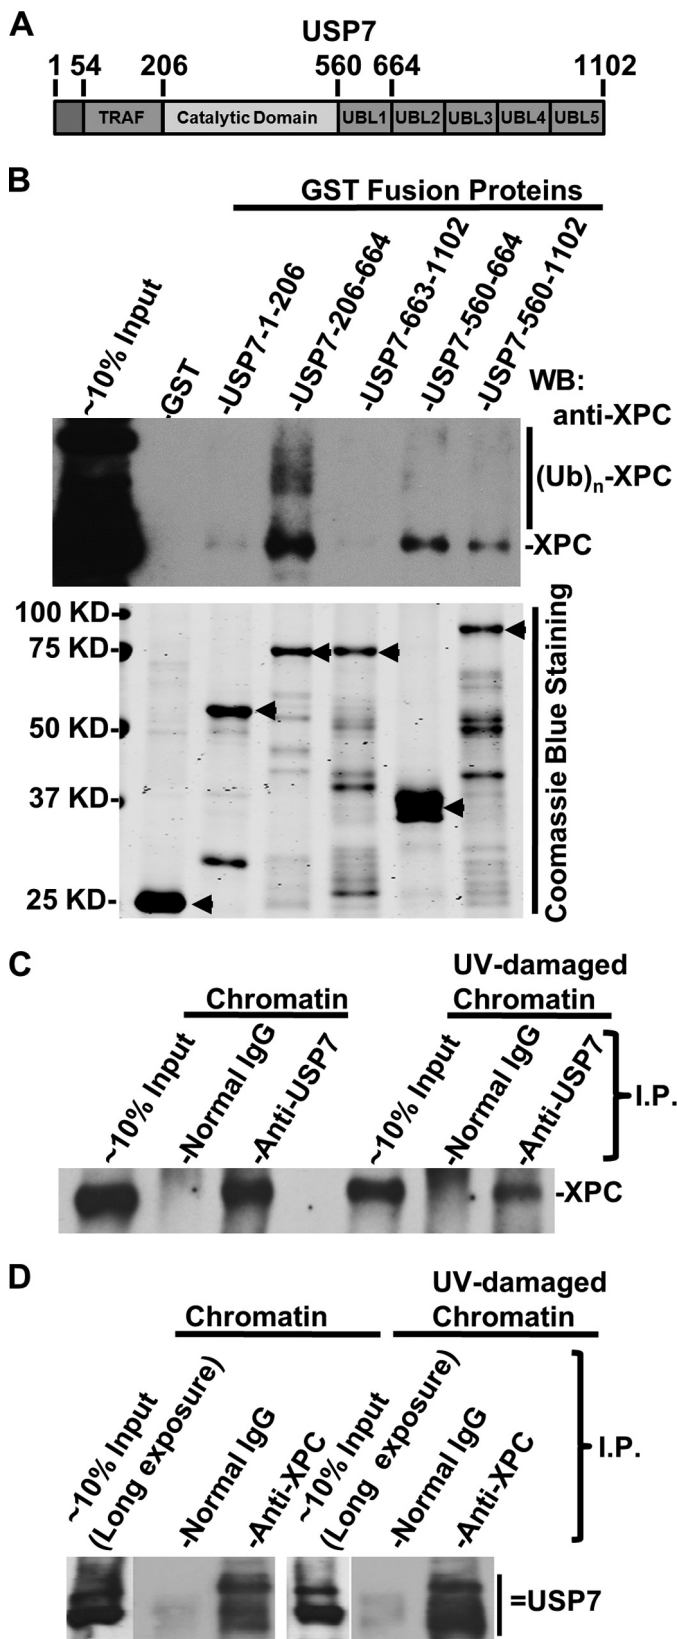 A
USP7
1 54 206 560 664 1102
TRAF Catalytic Domain UBL1 UBL2 UBL3 UBL4 UBL5
B
GST Fusion Proteins
~10% Input
-GST
-USP7-1-206
-USP7-206-664
-USP7-663-1102
-USP7-560-664
-USP7-560-1102
WB:
anti-XPC
(Ub)n-XPC
-XPC
100 KD-
75 KD-
50 KD-
37 KD-
25 KD-
Coomassie Blue Staining
C
Chromatin
UV-damaged
Chromatin
~10% Input
-Normal IgG
-Anti-USP7
~10% Input
-Normal IgG
-Anti-USP7
I.P.
-XPC
D
Chromatin
UV-damaged
Chromatin
~10% Input
(Long exposure)
-Normal IgG
-Anti-XPC
~10% Input
(Long exposure)
-Normal IgG
-Anti-XPC
I.P.
=USP7